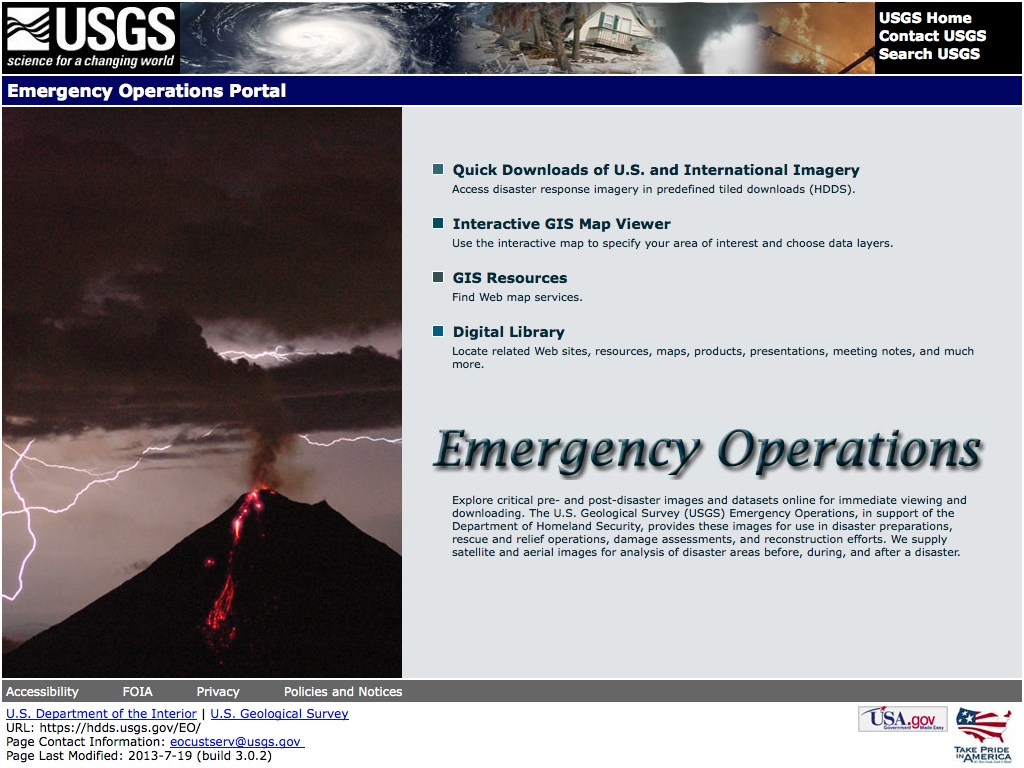 USGS
science for a changing world
USGS Home
Contact USGS
Search USGS
Emergency Operations Portal
Quick Downloads of U.S. and International Imagery
Access disaster response imagery in predefined tiled downloads (HDDS).
Interactive GIS Map Viewer
Use the interactive map to specify your area of interest and choose data layers.
GIS Resources
Find Web map services.
Digital Library
Locate related Web sites, resources, maps, products, presentations, meeting notes, and much
more.
Emergency Operations
Explore critical pre- and post-disaster images and datasets online for immediate viewing and
downloading. The U.S. Geological Survey (USGS) Emergency Operations, in support of the
Department of Homeland Security, provides these images for use in disaster preparations,
rescue and relief operations, damage assessments, and reconstruction efforts. We supply
satellite and aerial images for analysis of disaster areas before, during, and after a disaster.
Accessibility FOIA Privacy Policies and Notices
U.S. Department of the Interior | U.S. Geological Survey
URL: https://hdds.usgs.gov/EO/
Page Contact Information: eocustserv@usgs.gov
Page Last Modified: 2013-7-19 (build 3.0.2)
USA.gov
Government Made Easy
TAKE PRIDE
IN AMERICA